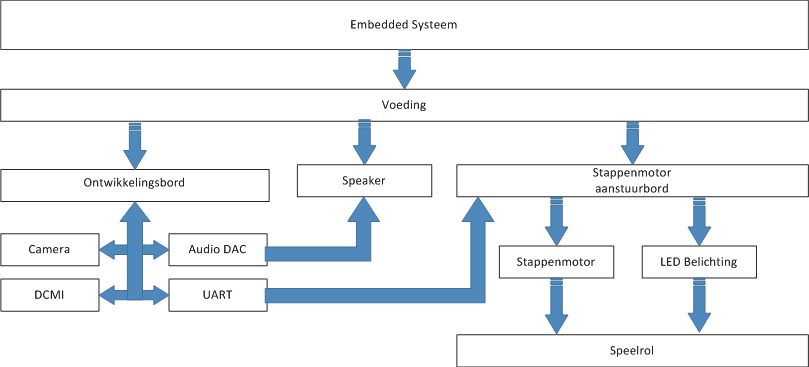 Embedded Systeem
Voeding
Ontwikkelingsbord
Speaker
Stappenmotor
aanstuurbord
Camera
Audio DAC
Stappenmotor
LED Belichting
DCMI
UART
Speelrol